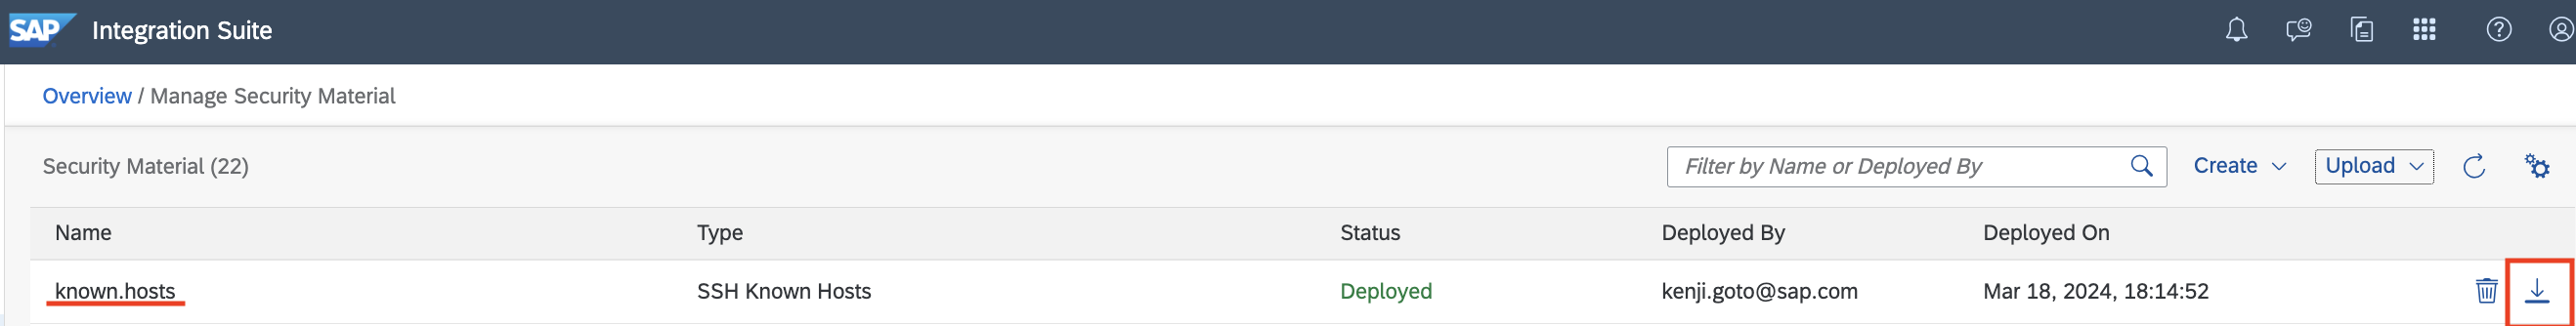 SAP Integration Suite
Overview / Manage Security Material
Security Material (22) Filter by Name or Deployed By Create Upload
Name Type Status Deployed By Deployed On
known.hosts SSH Known Hosts Deployed kenji.goto@sap.com Mar 18, 2024, 18:14:52